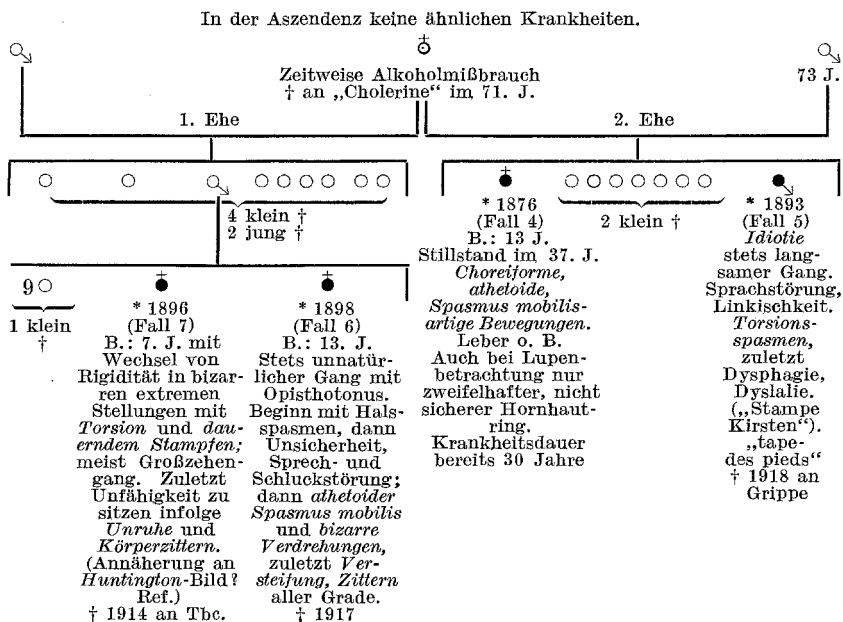 In der Aszendenz keine ähnlichen Krankheiten.
Zeitweise Alkoholmißbrauch
† an „Cholerine“ im 71. J.
73 J.
1. Ehe
2. Ehe
4 klein †
2 jung †
* 1876
(Fall 4)
B.: 13 J.
Stillstand im 37. J.
Choreiforme,
athetoide,
Spasmus mobilis-
artige Bewegungen.
Leber o. B.
Auch bei Lupen-
betrachtung nur
zweifelhafter, nicht
sicherer Hornhaut-
ring.
Krankheitsdauer
bereits 30 Jahre
2 klein †
* 1893
(Fall 5)
Idiotie
stets lang-
samer Gang.
Sprachstörung,
Linkischkeit.
Torsions-
spasmen,
zuletzt
Dysphagie,
Dyslalie.
(„Stampe
Kirsten“).
„tape-
des pieds“
† 1918 an
Grippe
9
1 klein
†
* 1896
(Fall 7)
B.: 7. J. mit
Wechsel von
Rigidität in bizar-
ren extremen
Stellungen mit
Torsion und dau-
erndem Stampfen;
meist Großzehen-
gang. Zuletzt
Unfähigkeit zu
sitzen infolge
Unruhe und
Körperzittern.
(Annäherung an
Huntington-Bild?
Ref.)
† 1914 an Tbc.
* 1898
(Fall 6)
B.: 13. J.
Stets unnatür-
licher Gang mit
Opisthotonus.
Beginn mit Hals-
spasmen, dann
Unsicherheit,
Sprech- und
Schluckstörung;
dann athetoider
Spasmus mobilis
und bizarre
Verdrehungen,
zuletzt Ver-
steifung, Zittern
aller Grade.
† 1917